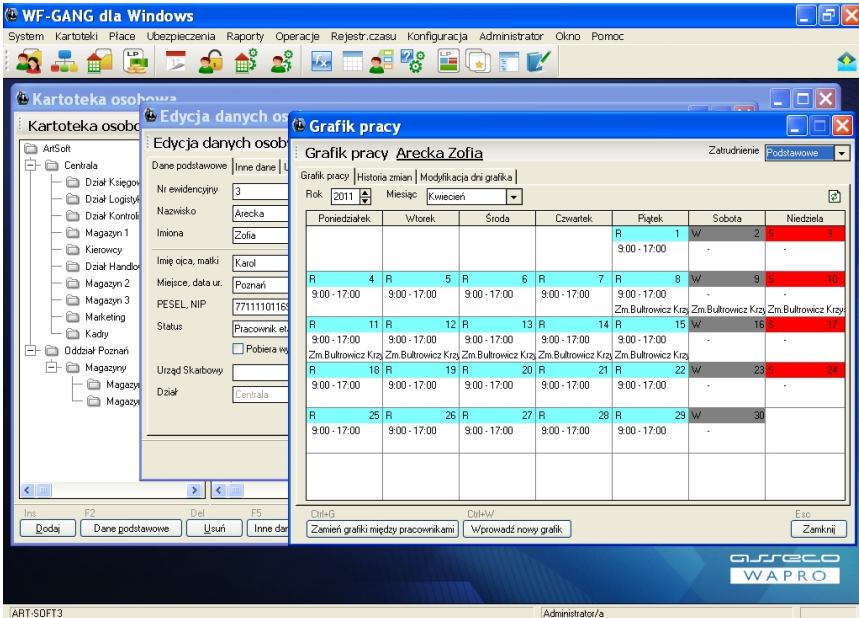 WF-GANG dla Windows
System Kartoteki Płace Ubezpieczenia Raporty Operacje Rejestr.czasu Konfiguracja Administrator Okno Pomoc
Kartoteka osobowa
Kartoteka osobo
ArtSoft
Centrala
Dział Księgow
Dział Logistyk
Dział Kontroli
Magazyn 1
Kierowcy
Dział Handlo
Magazyn 2
Magazyn 3
Marketing
Kadry
Oddział Poznań
Magazyny
Magazy
Magazy
Ins F2 Del F5
Dodaj Dane podstawowe Usuń Inne dan
Edycja danych os
Edycja danych osob
Dane podstawowe Inne dane U
Nr ewidencyjny 3
Nazwisko Arecka
Imiona Zofia
Imię ojca, matki Karol
Miejsce, data ur. Poznań
PESEL, NIP 7711110116
Status Pracownik et
Pobiera wy
Urząd Skarbowy
Dział Centrala
Grafik pracy
Grafik pracy Arecka Zofia Zatrudnienie Podstawowe
Grafik pracy Historia zmian Modyfikacja dni grafika
Rok 2011 Miesiąc Kwiecień
Poniedziałek Wtorek Środa Czwartek Piątek Sobota Niedziela
R 1 W 2 S 3
9:00 - 17:00 - -
R 4 R 5 R 6 R 7 R 8 W 9 S 10
9:00 - 17:00 9:00 - 17:00 9:00 - 17:00 9:00 - 17:00 9:00 - 17:00 - -
Zm.Bultrowicz Krzy Zm.Bultrowicz Krzy Zm.Bultrowicz Krzy
R 11 R 12 R 13 R 14 R 15 W 16 S 17
9:00 - 17:00 9:00 - 17:00 9:00 - 17:00 9:00 - 17:00 9:00 - 17:00 - -
Zm.Bultrowicz Krzy Zm.Bultrowicz Krzy Zm.Bultrowicz Krzy Zm.Bultrowicz Krzy Zm.Bultrowicz Krzy
R 18 R 19 R 20 R 21 R 22 W 23 S 24
9:00 - 17:00 9:00 - 17:00 9:00 - 17:00 9:00 - 17:00 9:00 - 17:00 - -
R 25 R 26 R 27 R 28 R 29 W 30
9:00 - 17:00 9:00 - 17:00 9:00 - 17:00 9:00 - 17:00 9:00 - 17:00 -
Ctrl+G Ctrl+W Esc
Zamień grafiki między pracownikami Wprowadź nowy grafik Zamknij
asseco
WAPRO
ART-SOFT3 Administrator/a